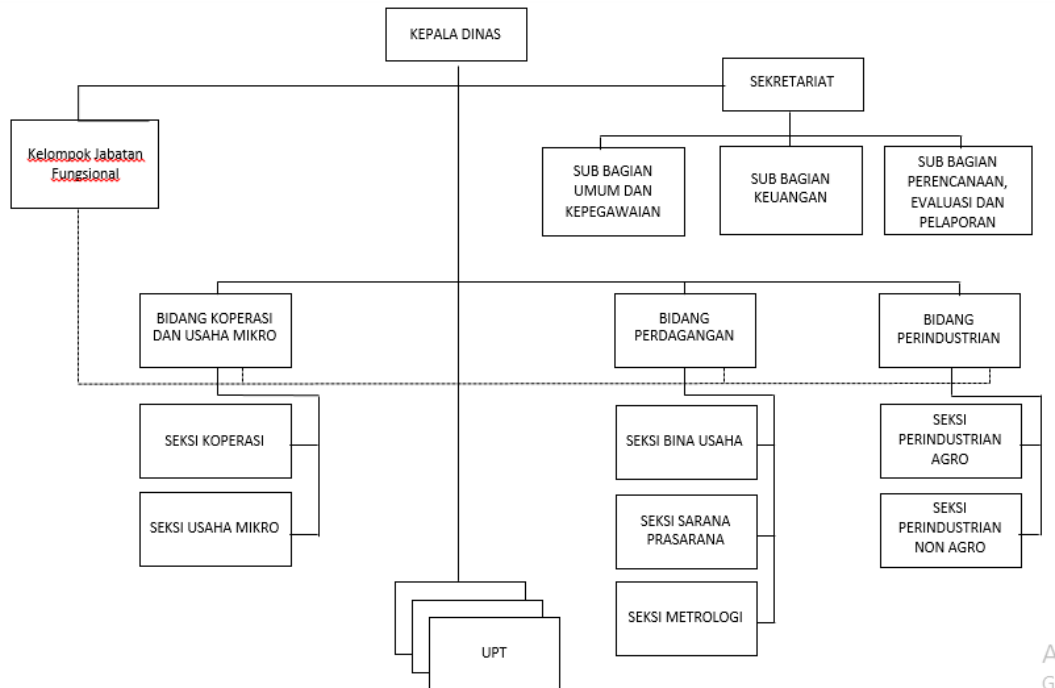 KEPALA DINAS
SEKRETARIAT
Kelompok Jabatan
Fungsional
SUB BAGIAN
UMUM DAN
KEPEGAWAIAN
SUB BAGIAN
KEUANGAN
SUB BAGIAN
PERENCANAAN,
EVALUASI DAN
PELAPORAN
BIDANG KOPERASI
DAN USAHA MIKRO
BIDANG
PERDAGANGAN
BIDANG
PERINDUSTRIAN
SEKSI KOPERASI
SEKSI BINA USAHA
SEKSI
PERINDUSTRIAN
AGRO
SEKSI USAHA MIKRO
SEKSI SARANA
PRASARANA
SEKSI
PERINDUSTRIAN
NON AGRO
SEKSI METROLOGI
UPT